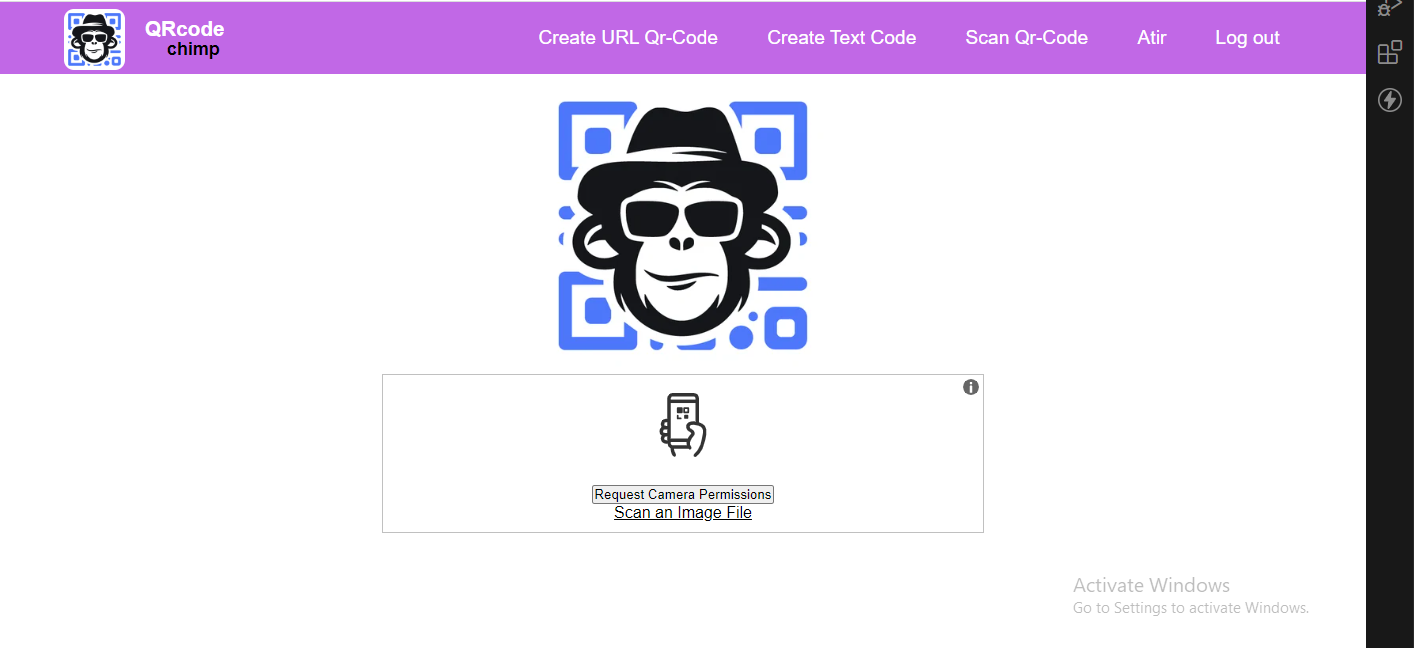 QRcode
chimp
Create URL Qr-Code
Create Text Code
Scan Qr-Code
Atir
Log out
Request Camera Permissions
Scan an Image File
Activate Windows
Go to Settings to activate Windows.